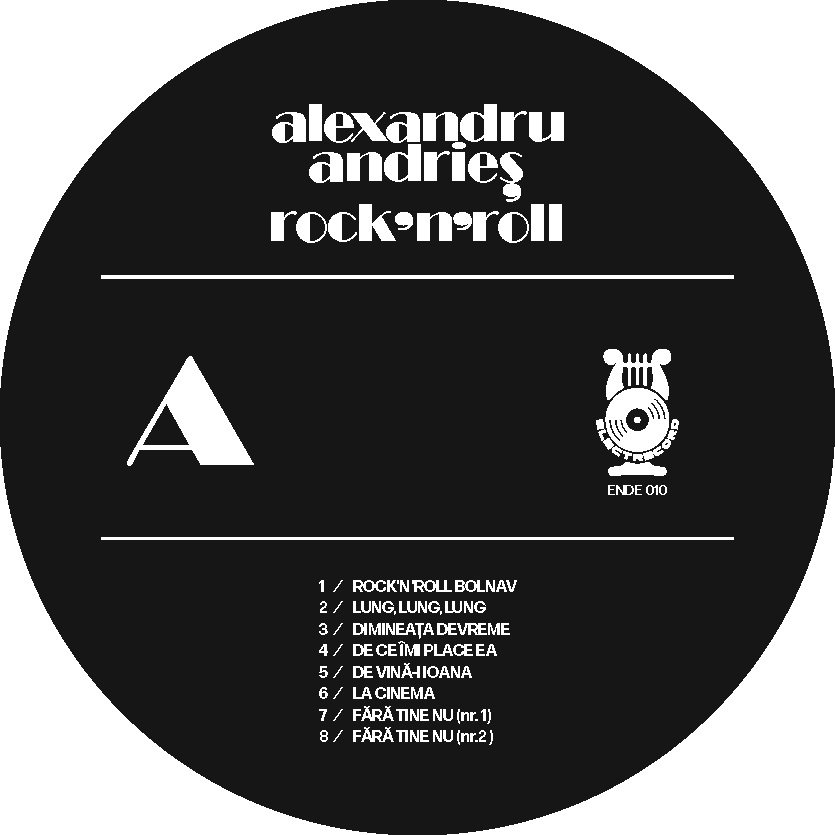 alexandru
andrieş
rock'n'roll
A
ELECTRECORD
ENDE 010
1 / ROCK'N'ROLL BOLNAV
2 / LUNG, LUNG, LUNG
3 / DIMINEAȚA DEVREME
4 / DE CE ÎMI PLACE EA
5 / DE VINĂ-I IOANA
6 / LA CINEMA
7 / FĂRĂ TINE NU (nr. 1)
8 / FĂRĂ TINE NU (nr.2 )